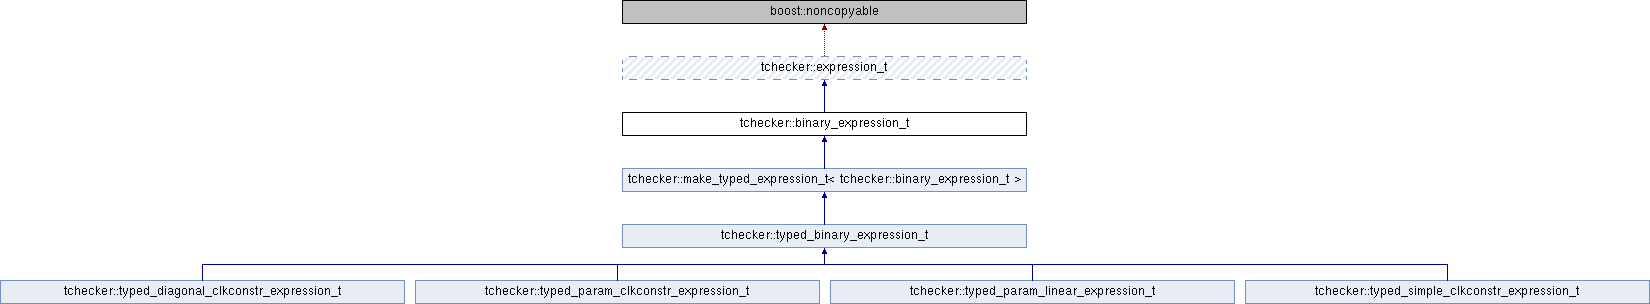 boost::noncopyable
tchecker::expression_t
tchecker::binary_expression_t
tchecker::make_typed_expression_t< tchecker::binary_expression_t >
tchecker::typed_binary_expression_t
tchecker::typed_diagonal_clkconstr_expression_t
tchecker::typed_param_clkconstr_expression_t
tchecker::typed_param_linear_expression_t
tchecker::typed_simple_clkconstr_expression_t